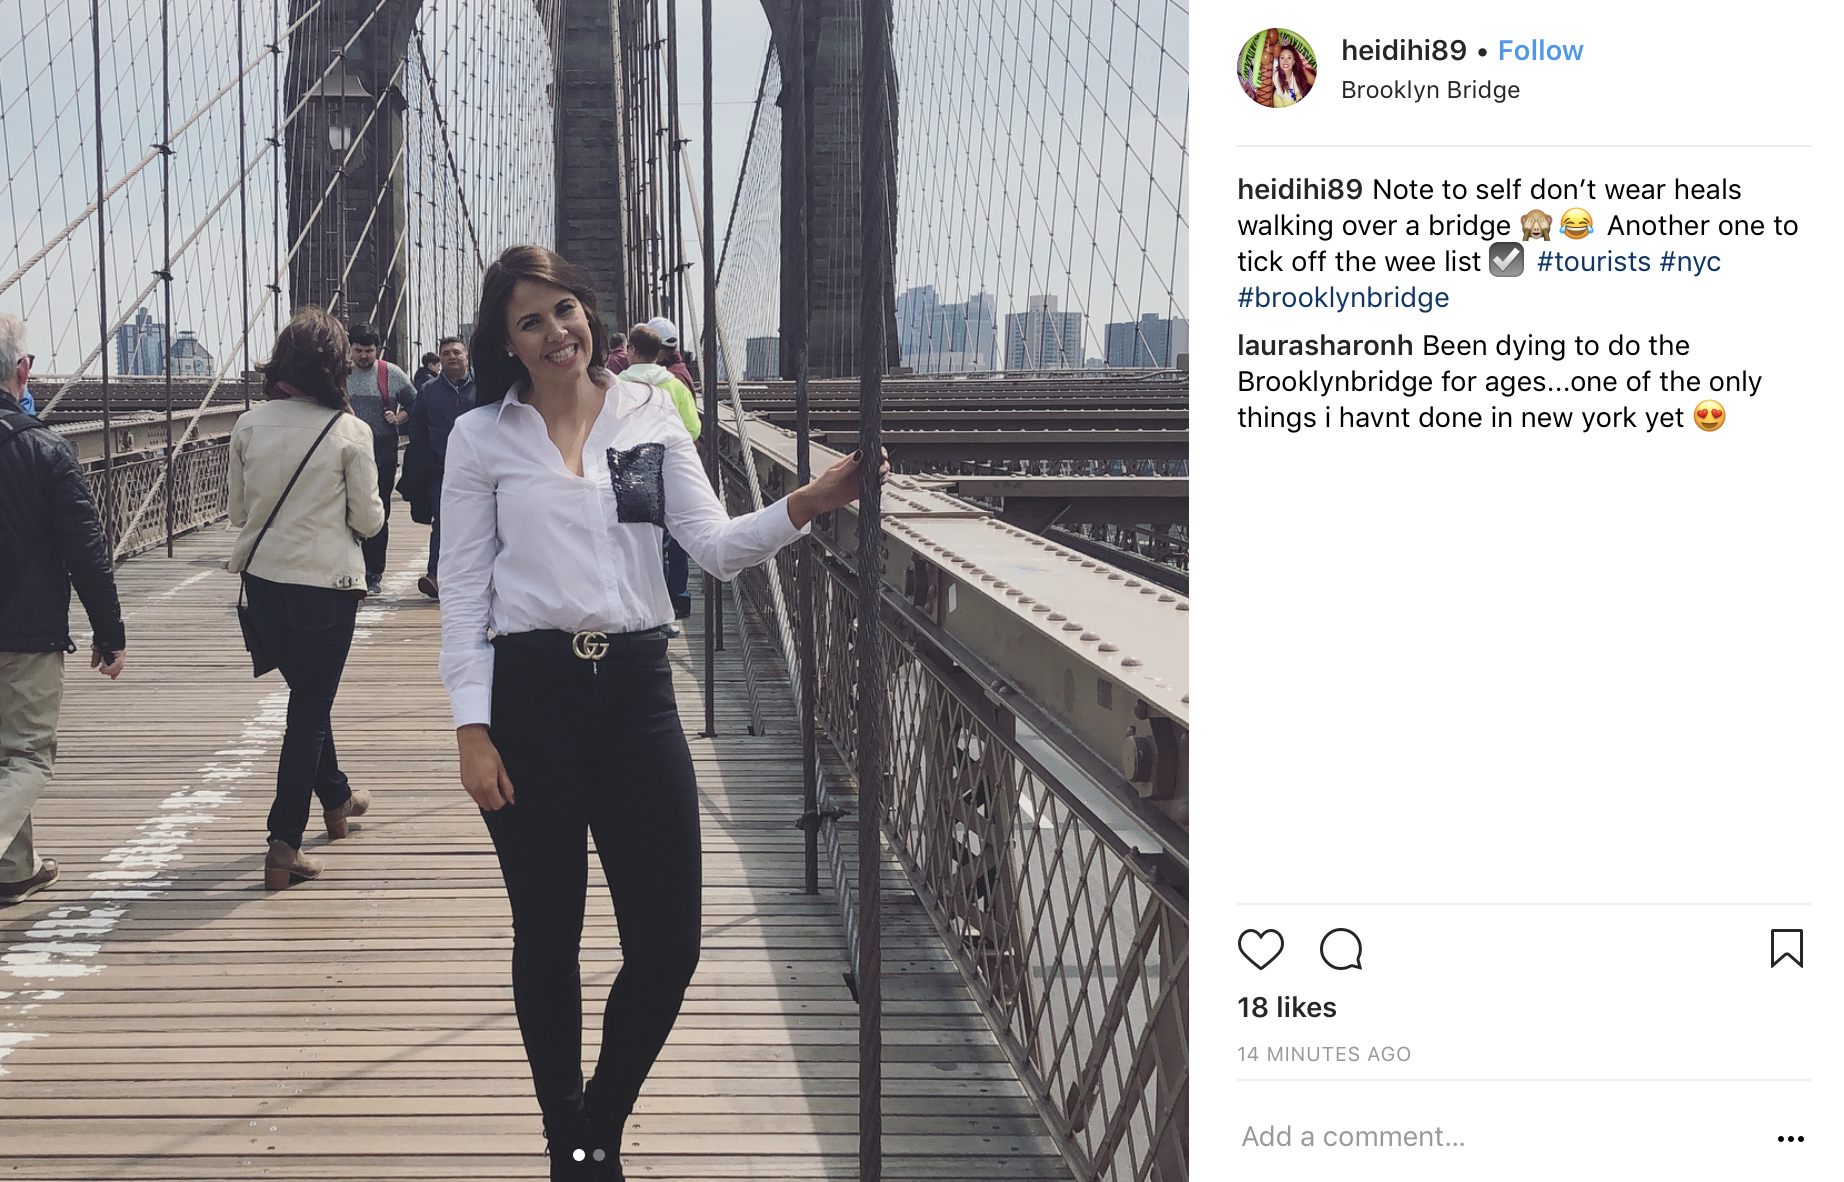 heidihi89 • Follow
Brooklyn Bridge
heidihi89 Note to self don’t wear heals
walking over a bridge 🙈😂 Another one to
tick off the wee list ☑️ #tourists #nyc
#brooklynbridge
laurasharonh Been dying to do the
Brooklynbridge for ages...one of the only
things i havnt done in new york yet 😍
18 likes
14 MINUTES AGO
Add a comment...